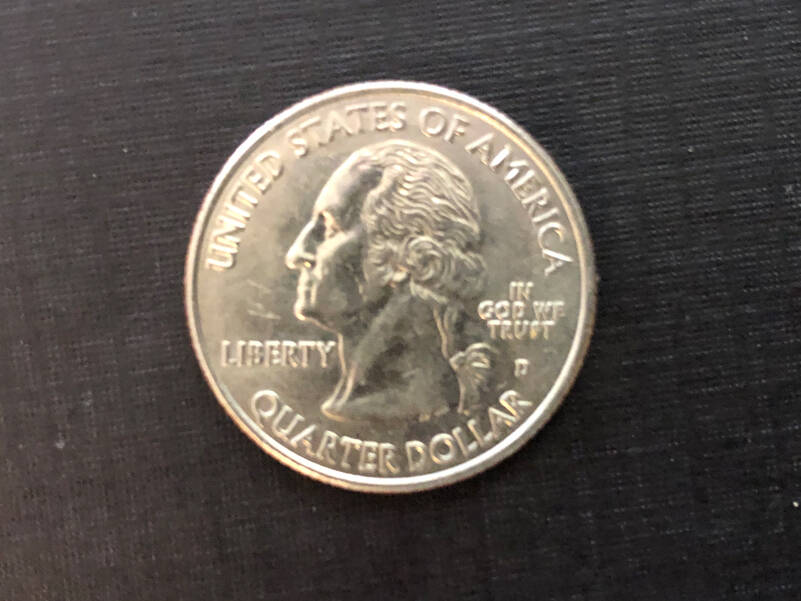 UNITED STATES OF AMERICA
LIBERTY
IN
GOD WE
TRUST
D
QUARTER DOLLAR